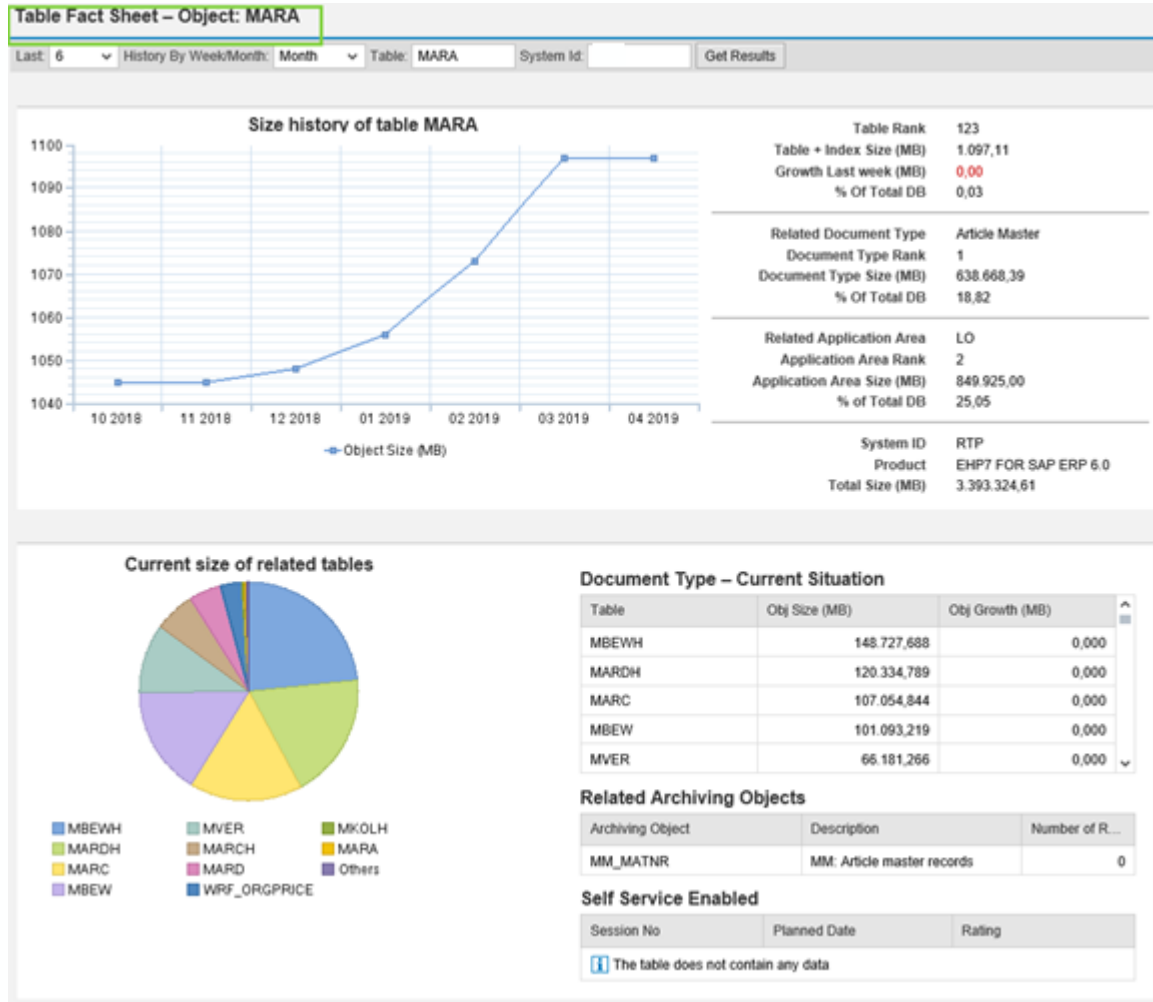 Table Fact Sheet – Object: MARA
Last: 6 History By Week/Month: Month Table: MARA System Id: Get Results
Size history of table MARA
1100
1090
1080
1070
1060
1050
1040
10 2018 11 2018 12 2018 01 2019 02 2019 03 2019 04 2019
Object Size (MB)
Table Rank 123
Table + Index Size (MB) 1.097,11
Growth Last week (MB) 0,00
% Of Total DB 0,03
Related Document Type Article Master
Document Type Rank 1
Document Type Size (MB) 638.668,39
% Of Total DB 18,82
Related Application Area LO
Application Area Rank 2
Application Area Size (MB) 849.925,00
% of Total DB 25,05
System ID RTP
Product EHP7 FOR SAP ERP 6.0
Total Size (MB) 3.393.324,61
Current size of related tables
MBEWH MVER MKOLH
MARDH MARCH MARA
MARC MARD Others
MBEW WRF_ORGPRICE
Document Type – Current Situation
Table Obj Size (MB) Obj Growth (MB)
MBEWH 148.727,688 0,000
MARDH 120.334,789 0,000
MARC 107.054,844 0,000
MBEW 101.093,219 0,000
MVER 66.181,266 0,000
Related Archiving Objects
Archiving Object Description Number of R...
MM_MATNR MM: Article master records 0
Self Service Enabled
Session No Planned Date Rating
The table does not contain any data